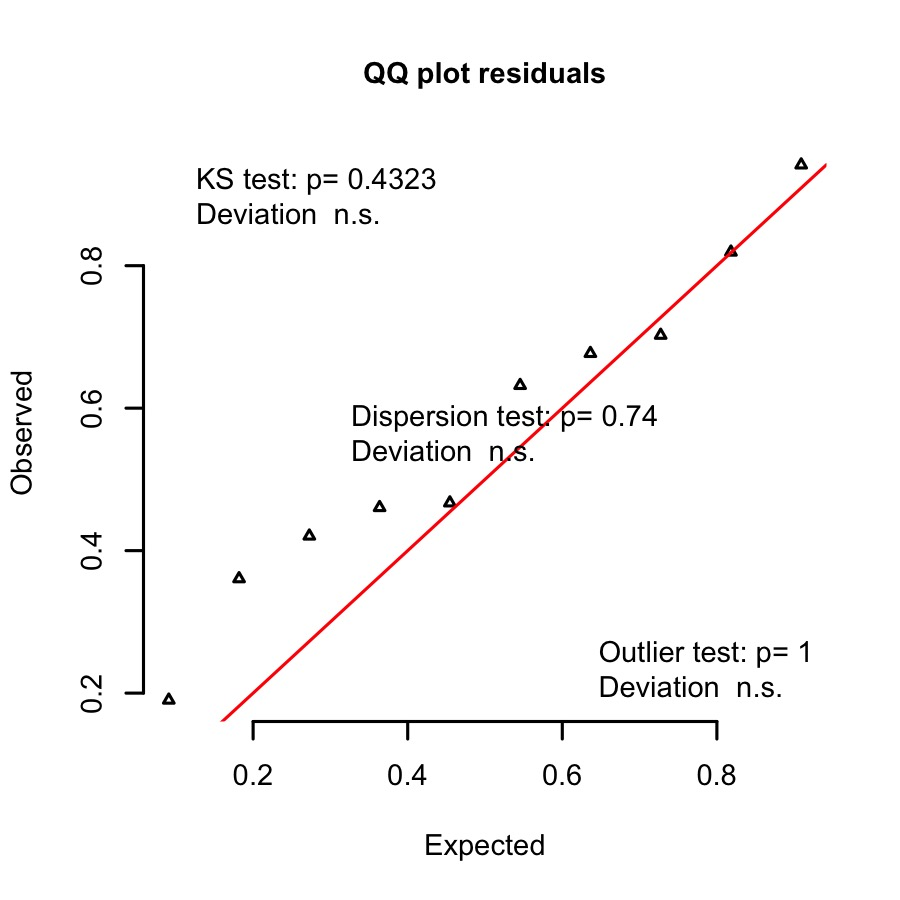 QQ plot residuals
KS test: p= 0.4323
Deviation  n.s.
Dispersion test: p= 0.74
Deviation  n.s.
Outlier test: p= 1
Deviation  n.s.
Observed
0.8
0.6
0.4
0.2
0.2 0.4 0.6 0.8
Expected